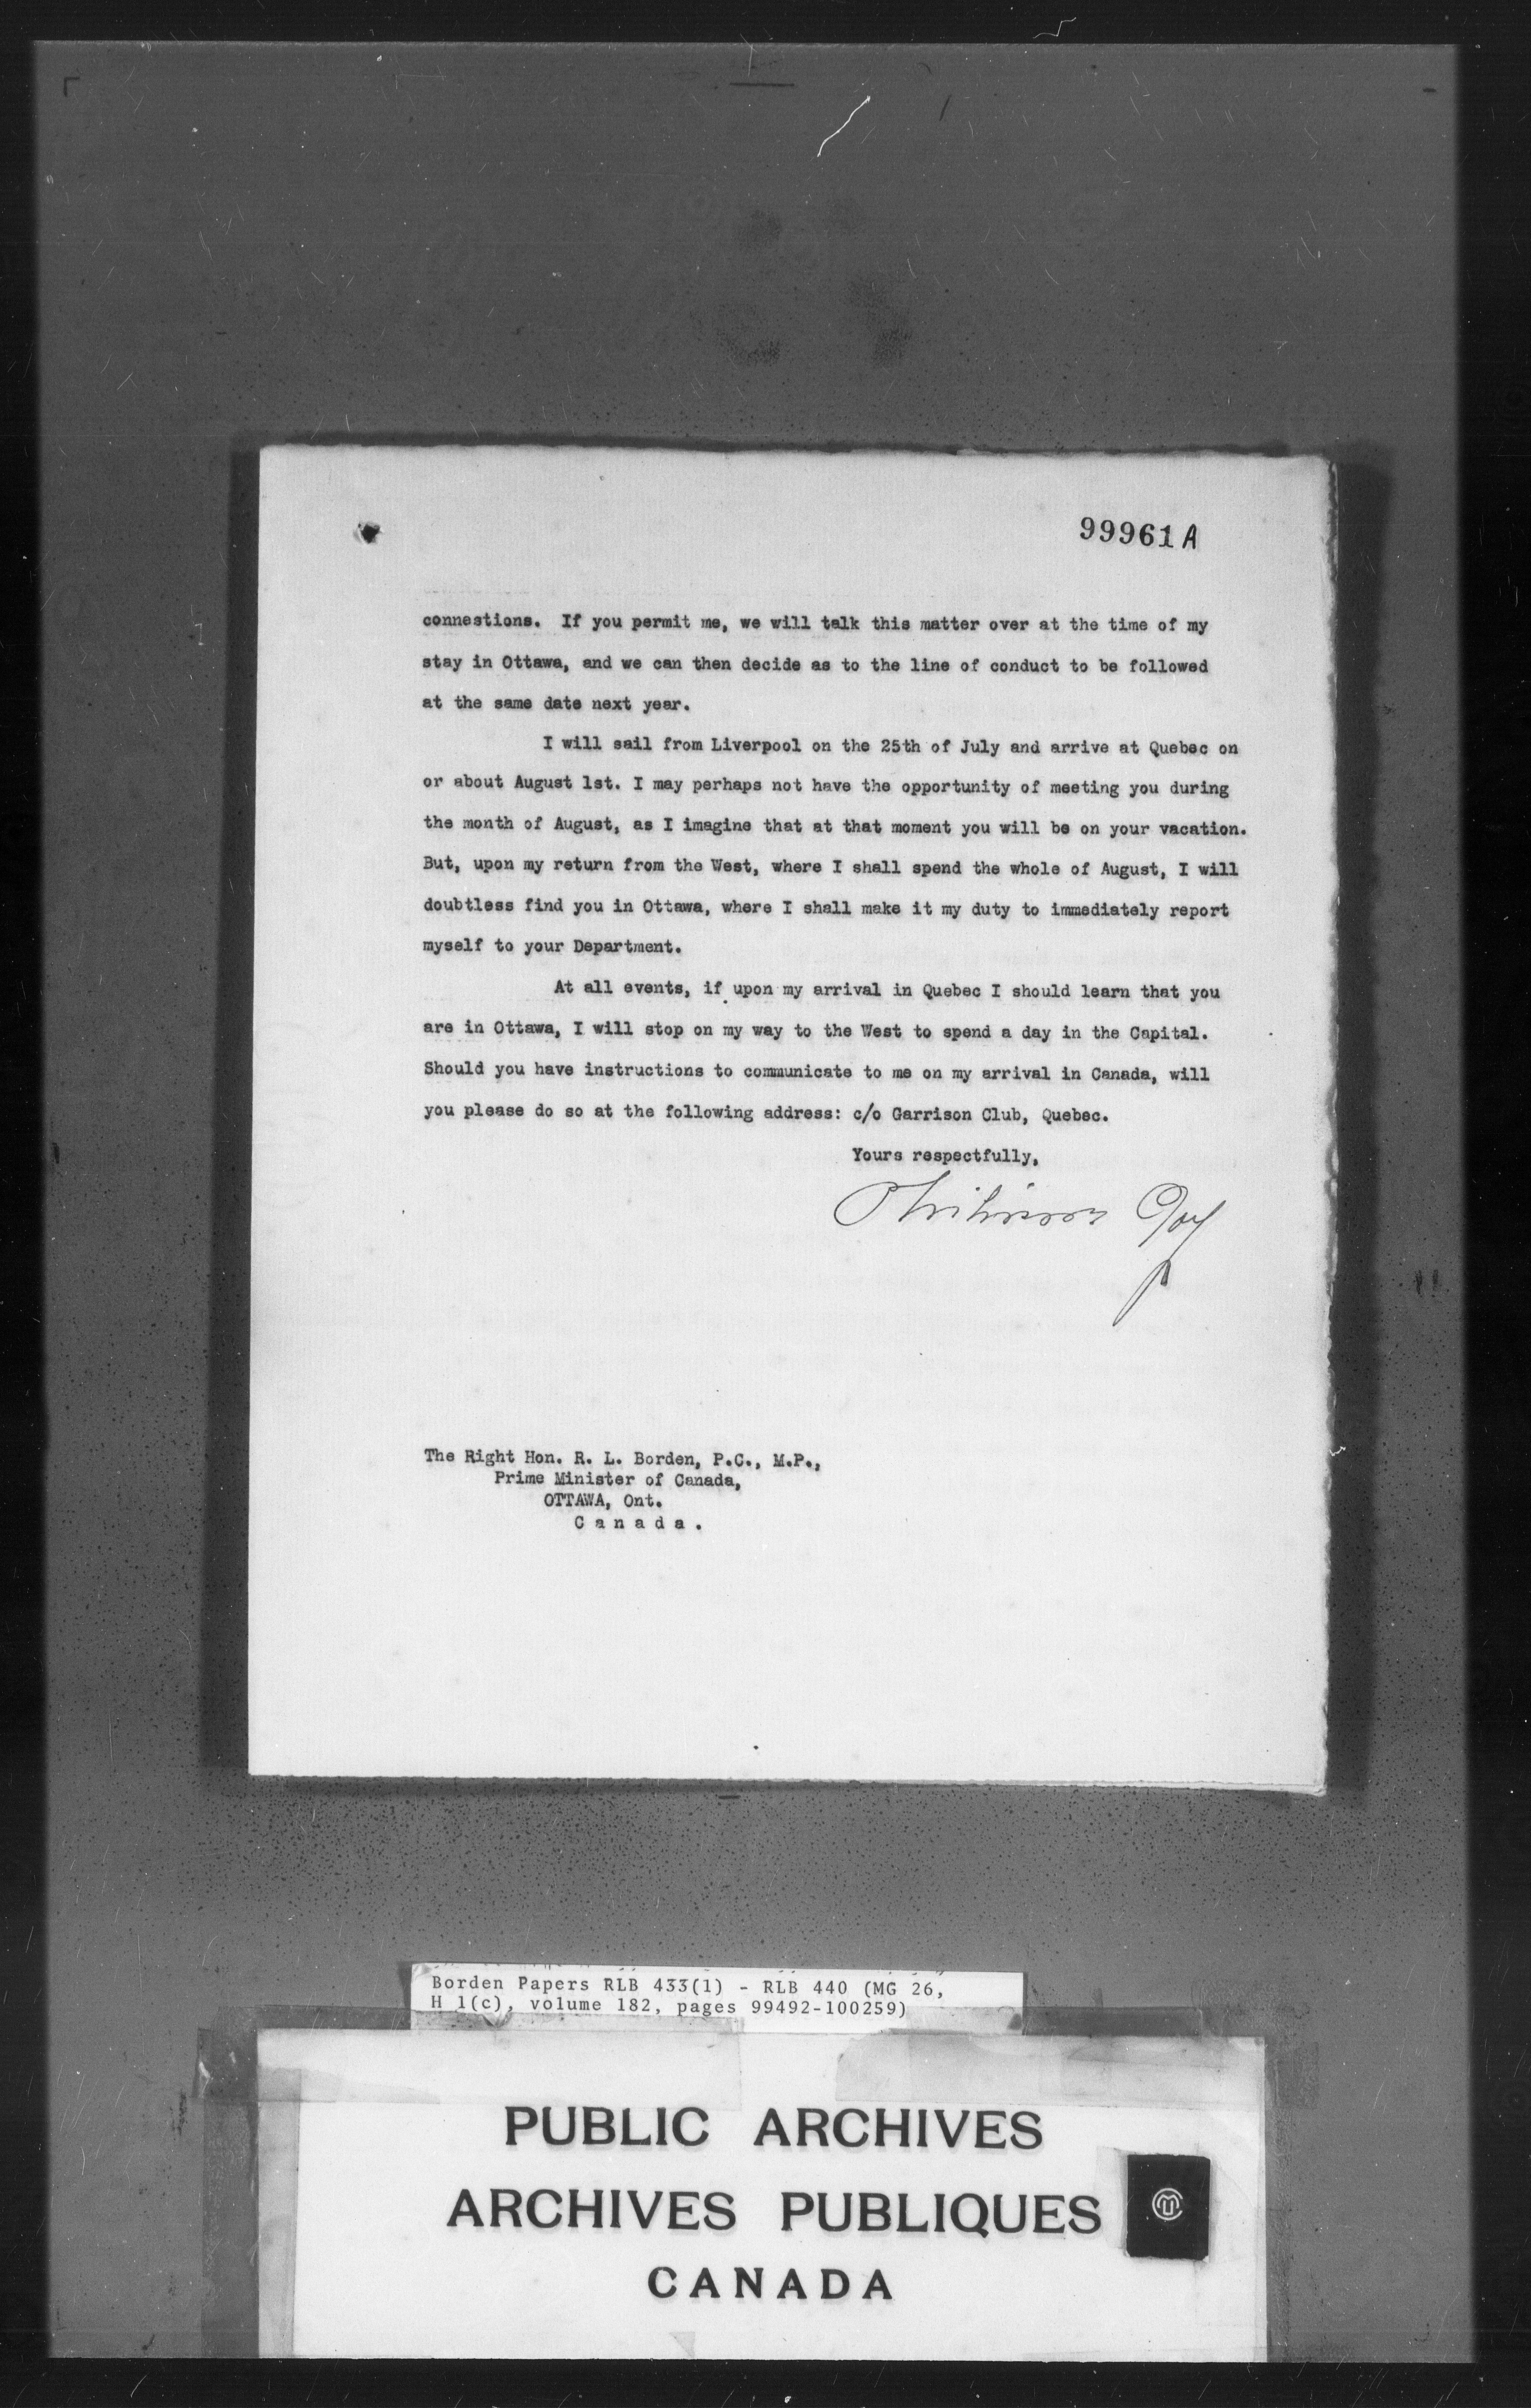 99961A
connestions. If you permit me, we will talk this matter over at the time of my
stay in Ottawa, and we can then decide as to the line of conduct to be followed
at the same date next year.
I will sail from Liverpool on the 25th of July and arrive at Quebec on
or about August 1st. I may perhaps not have the opportunity of meeting you during
the month of August, as I imagine that at that moment you will be on your vacation.
But, upon my return from the West, where I shall spend the whole of August, I will
doubtless find you in Ottawa, where I shall make it my duty to immediately report
myself to your Department.
At all events, if upon my arrival in Quebec I should learn that you
are in Ottawa, I will stop on my way to the West to spend a day in the Capital.
Should you have instructions to communicate to me on my arrival in Canada, will
you please do so at the following address: c/o Garrison Club, Quebec.
Yours respectfully,
The Right Hon. R. L. Borden, P.C., M.P.,
Prime Minister of Canada,
OTTAWA, Ont.
Canada.
Borden Papers RLB 433(1) - RLB 440 (MG 26,
H 1(c), volume 182, pages 99492-100259)
PUBLIC ARCHIVES
ARCHIVES PUBLIQUES
CANADA